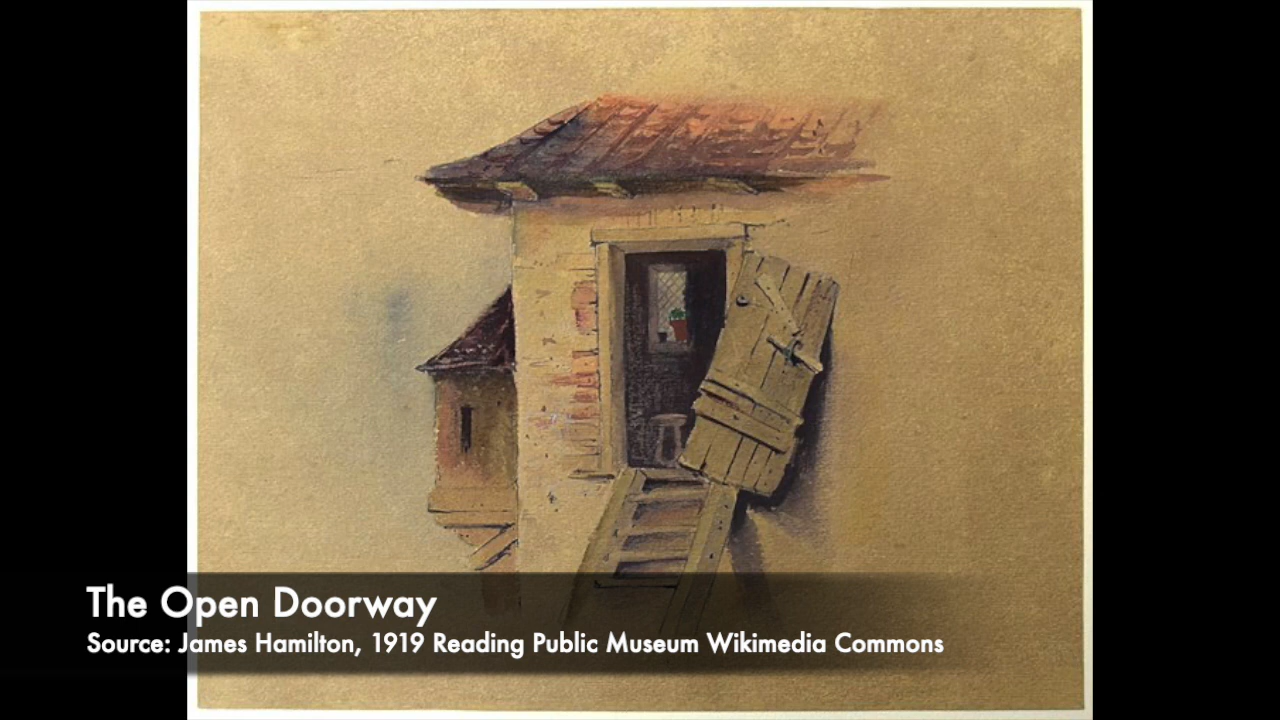 The Open Doorway
Source: James Hamilton, 1919 Reading Public Museum Wikimedia Commons